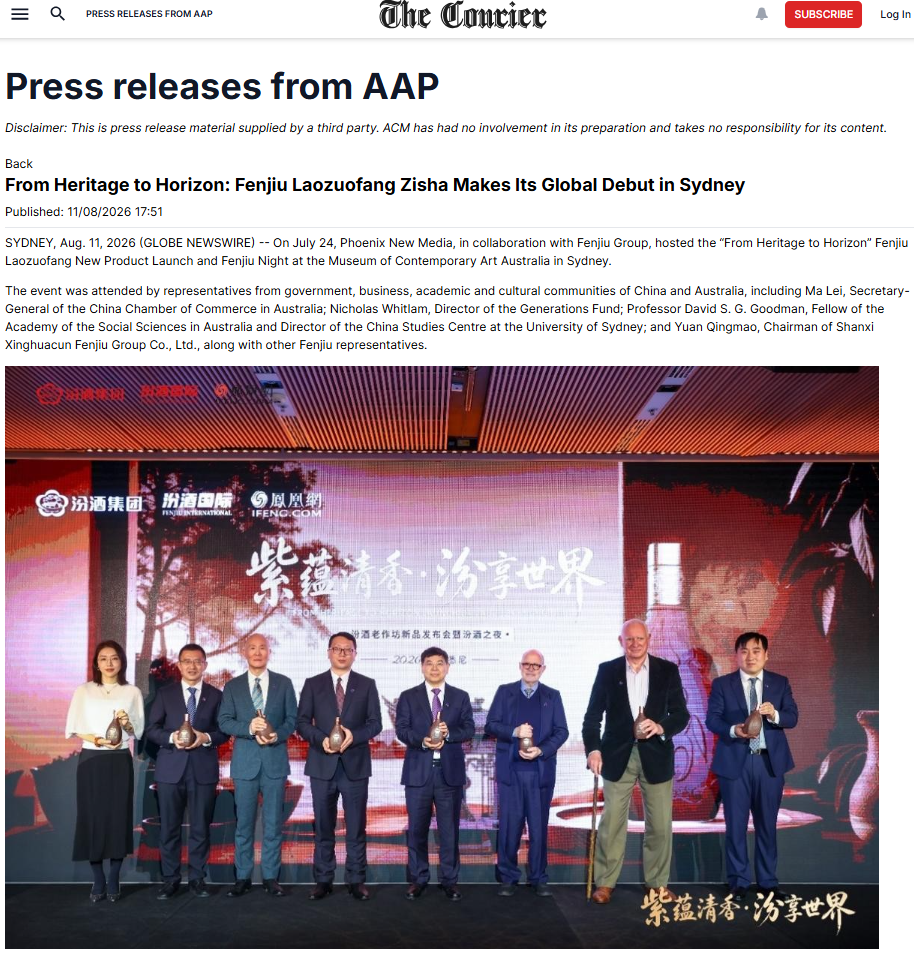 PRESS RELEASES FROM AAP
The Courier
SUBSCRIBE
Log In
Press releases from AAP
Disclaimer: This is press release material supplied by a third party. ACM has had no involvement in its preparation and takes no responsibility for its content.
Back
From Heritage to Horizon: Fenjiu Laozuofang Zisha Makes Its Global Debut in Sydney
Published: 11/08/2026 17:51
SYDNEY, Aug. 11, 2026 (GLOBE NEWSWIRE) -- On July 24, Phoenix New Media, in collaboration with Fenjiu Group, hosted the “From Heritage to Horizon” Fenjiu
Laozuofang New Product Launch and Fenjiu Night at the Museum of Contemporary Art Australia in Sydney.
The event was attended by representatives from government, business, academic and cultural communities of China and Australia, including Ma Lei, Secretary-
General of the China Chamber of Commerce in Australia; Nicholas Whitlam, Director of the Generations Fund; Professor David S. G. Goodman, Fellow of the
Academy of the Social Sciences in Australia and Director of the China Studies Centre at the University of Sydney; and Yuan Qingmao, Chairman of Shanxi
Xinghuacun Fenjiu Group Co., Ltd., along with other Fenjiu representatives.
汾酒集团 汾酒国际
汾酒集团 汾酒国际 鳳凰網
FENJIU INTERNATIONAL IFENG.COM
紫蕴清香·汾享世界
汾酒老作坊新品发布会暨汾酒之夜
2026 悉尼
紫蕴清香·汾享世界